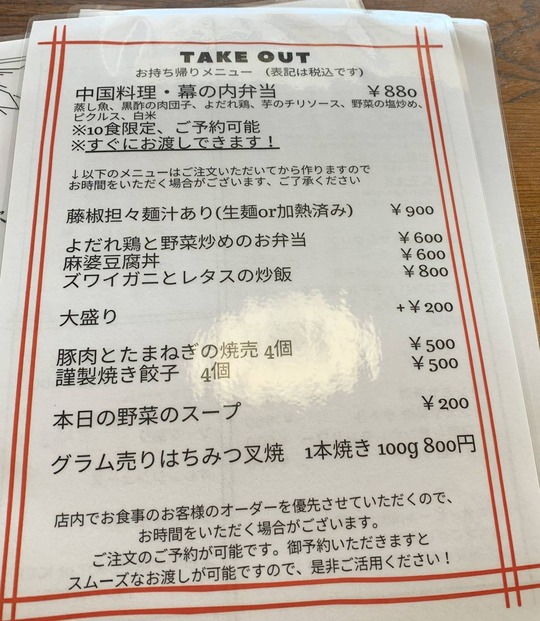 TAKE OUT
お持ち帰りメニュー　(表記は税込です)
中国料理・幕の内弁当　￥880
蒸し魚、黒酢の肉団子、よだれ鶏、芋のチリソース、野菜の塩炒め、
ピクルス、白米
※10食限定、ご予約可能
※すぐにお渡しできます！
↓以下のメニューはご注文いただいてから作りますので
お時間をいただく場合がございます、ご了承ください
藤椒担々麺汁あり(生麺or加熱済み)　￥900
よだれ鶏と野菜炒めのお弁当　￥600
麻婆豆腐丼　￥600
ズワイガニとレタスの炒飯　￥800
大盛り　+￥200
豚肉とたまねぎの焼売 4個　￥500
謹製焼き餃子　4個　￥500
本日の野菜のスープ　￥200
グラム売りはちみつ叉焼　1本焼き 100g 800円
店内でお食事のお客様のオーダーを優先させていただくので、
お時間をいただく場合がございます。
ご注文のご予約が可能です。御予約いただきますと
スムーズなお渡しが可能ですので、是非ご活用ください！